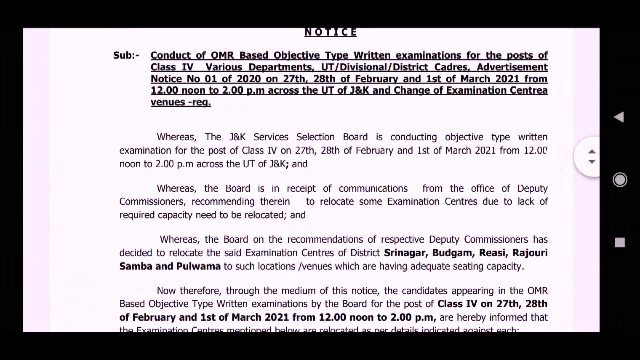 NOTICE
Sub:- Conduct of OMR Based Objective Type Written examinations for the posts of
Class IV Various Departments, UT/Divisional/District Cadres, Advertisement
Notice No 01 of 2020 on 27th, 28th of February and 1st of March 2021 from
12.00 noon to 2.00 p.m across the UT of J&K and Change of Examination Centrea
venues -reg.
Whereas, The J&K Services Selection Board is conducting objective type written
examination for the post of Class IV on 27th, 28th of February and 1st of March 2021 from 12.00
noon to 2.00 p.m across the UT of J&K; and
Whereas, the Board is in receipt of communications from the office of Deputy
Commissioners, recommending therein to relocate some Examination Centres due to lack of
required capacity need to be relocated; and
Whereas, the Board on the recommendations of respective Deputy Commissioners has
decided to relocate the said Examination Centres of District Srinagar, Budgam, Reasi, Rajouri
Samba and Pulwama to such locations /venues which are having adequate seating capacity.
Now therefore, through the medium of this notice, the candidates appearing in the OMR
Based Objective Type Written examinations by the Board for the post of Class IV on 27th, 28th
of February and 1st of March 2021 from 12.00 noon to 2.00 p.m, are hereby informed that
the Examination Centres mentioned below are relocated as per details indicated against each: